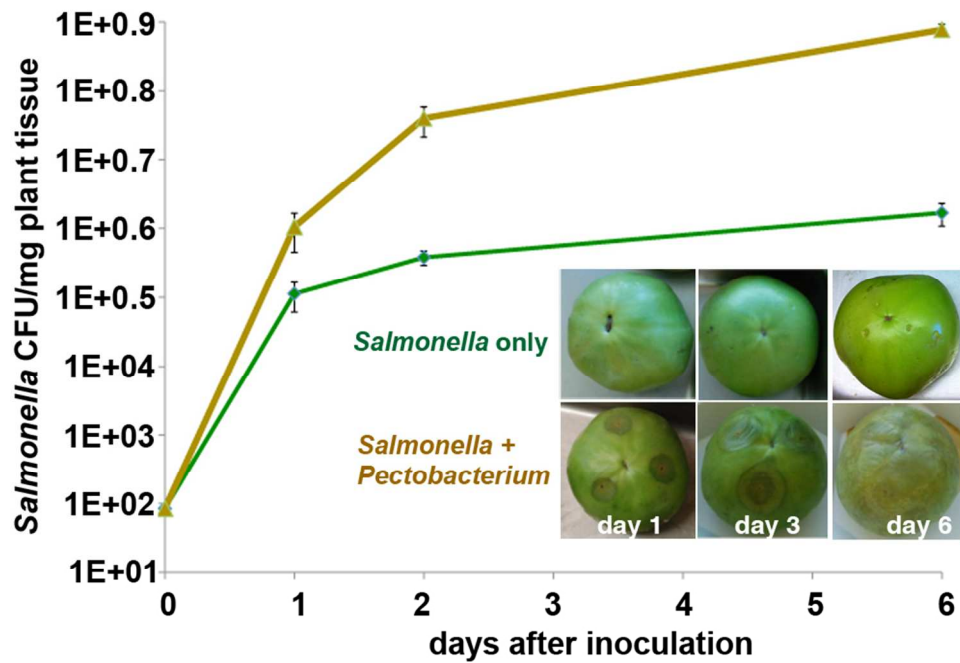 Salmonella CFU/mg plant tissue
1E+0.9
1E+0.8
1E+0.7
1E+0.6
1E+0.5
1E+04
1E+03
1E+02
1E+01
Salmonella only
Salmonella +
Pectobacterium
day 1 day 3 day 6
0 1 2 3 4 5 6
days after inoculation